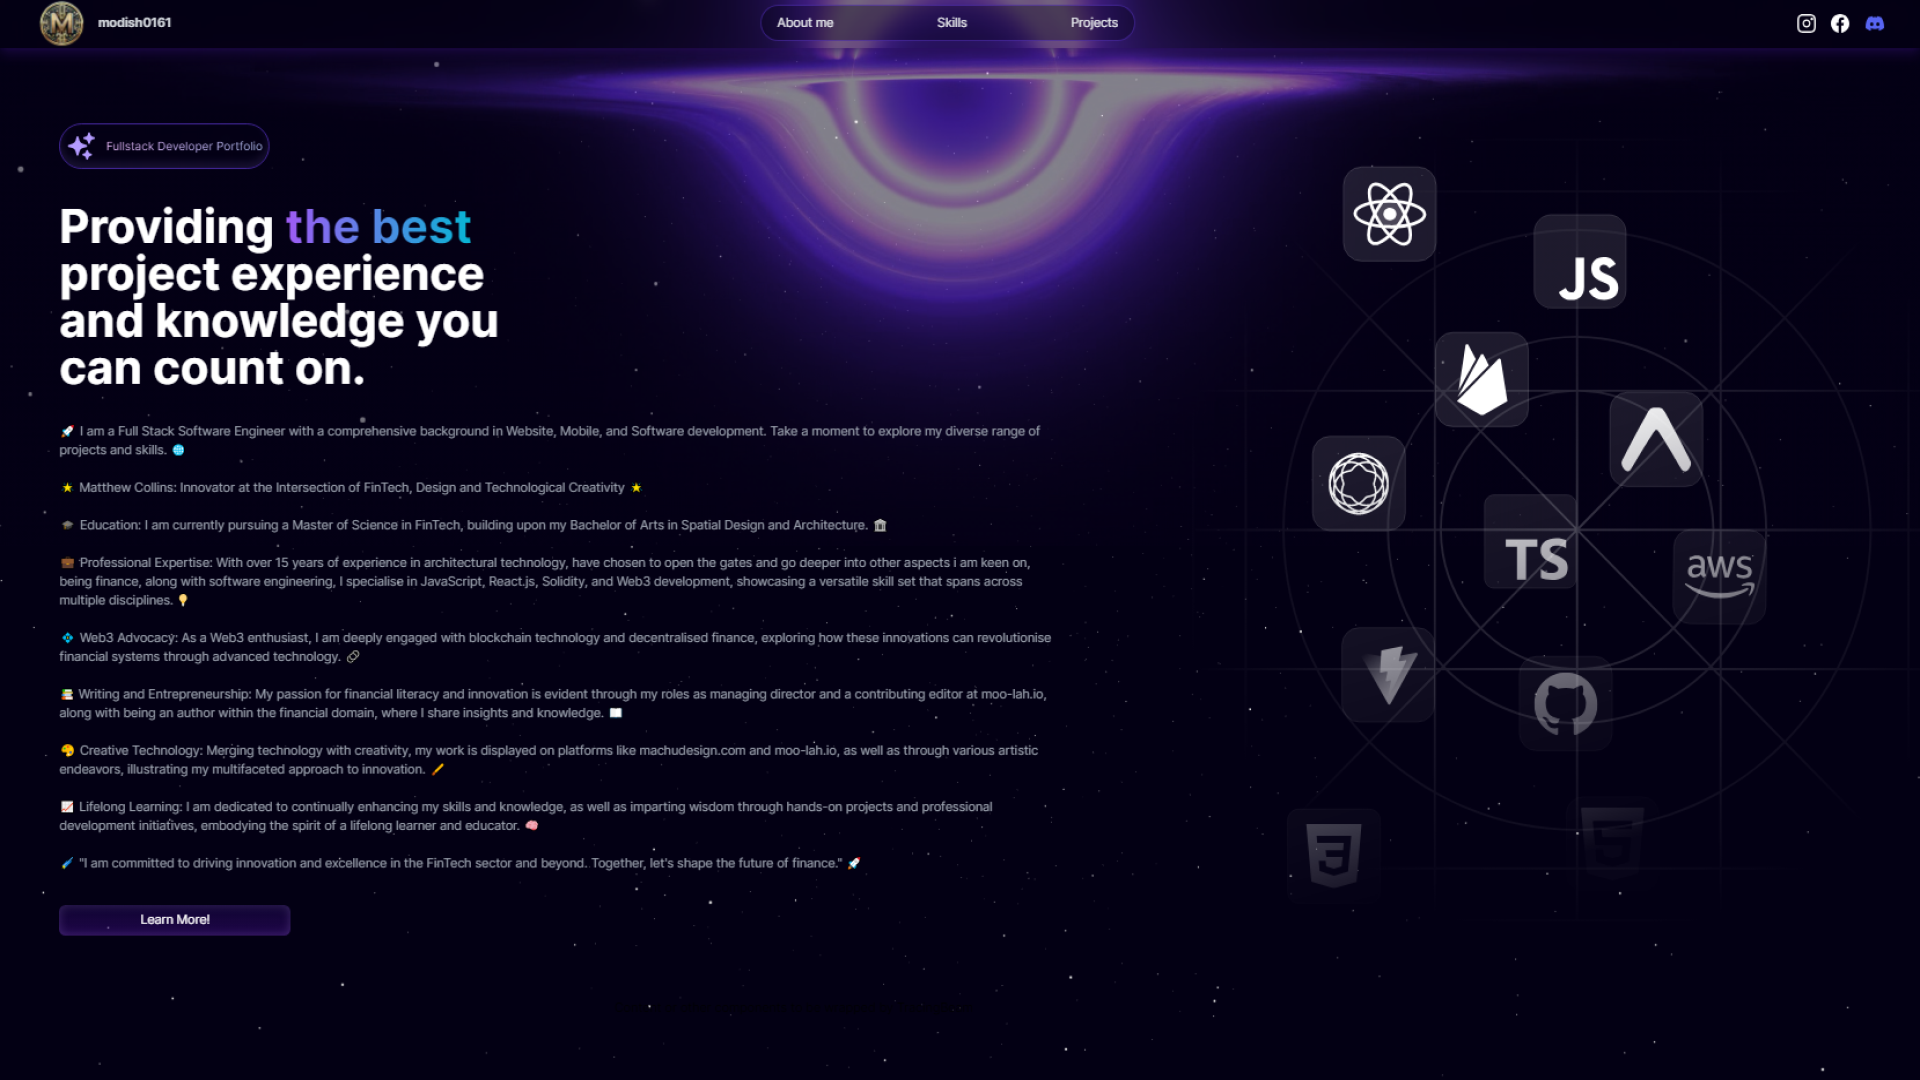 modish0161
About me
Skills
Projects
Fullstack Developer Portfolio
Providing the best
project experience
and knowledge you
can count on.
🚀 I am a Full Stack Software Engineer with a comprehensive background in Website, Mobile, and Software development. Take a moment to explore my diverse range of
projects and skills. 🌐
🌟 Matthew Collins: Innovator at the Intersection of FinTech, Design and Technological Creativity 🌟
🎓 Education: I am currently pursuing a Master of Science in FinTech, building upon my Bachelor of Arts in Spatial Design and Architecture. 🏛️
💼 Professional Expertise: With over 15 years of experience in architectural technology, have chosen to open the gates and go deeper into other aspects i am keen on,
being finance, along with software engineering, I specialise in JavaScript, React.js, Solidity, and Web3 development, showcasing a versatile skill set that spans across
multiple disciplines. 💡
💠 Web3 Advocacy: As a Web3 enthusiast, I am deeply engaged with blockchain technology and decentralised finance, exploring how these innovations can revolutionise
financial systems through advanced technology. 🔗
📚 Writing and Entrepreneurship: My passion for financial literacy and innovation is evident through my roles as managing director and a contributing editor at moo-lah.io,
along with being an author within the financial domain, where I share insights and knowledge. 📖
🎨 Creative Technology: Merging technology with creativity, my work is displayed on platforms like machudesign.com and moo-lah.io, as well as through various artistic
endeavors, illustrating my multifaceted approach to innovation. 🖌️
📈 Lifelong Learning: I am dedicated to continually enhancing my skills and knowledge, as well as imparting wisdom through hands-on projects and professional
development initiatives, embodying the spirit of a lifelong learner and educator. 🧠
🖊️ "I am committed to driving innovation and excellence in the FinTech sector and beyond. Together, let's shape the future of finance." 🚀
Learn More!
JS
TS
aws
3
5